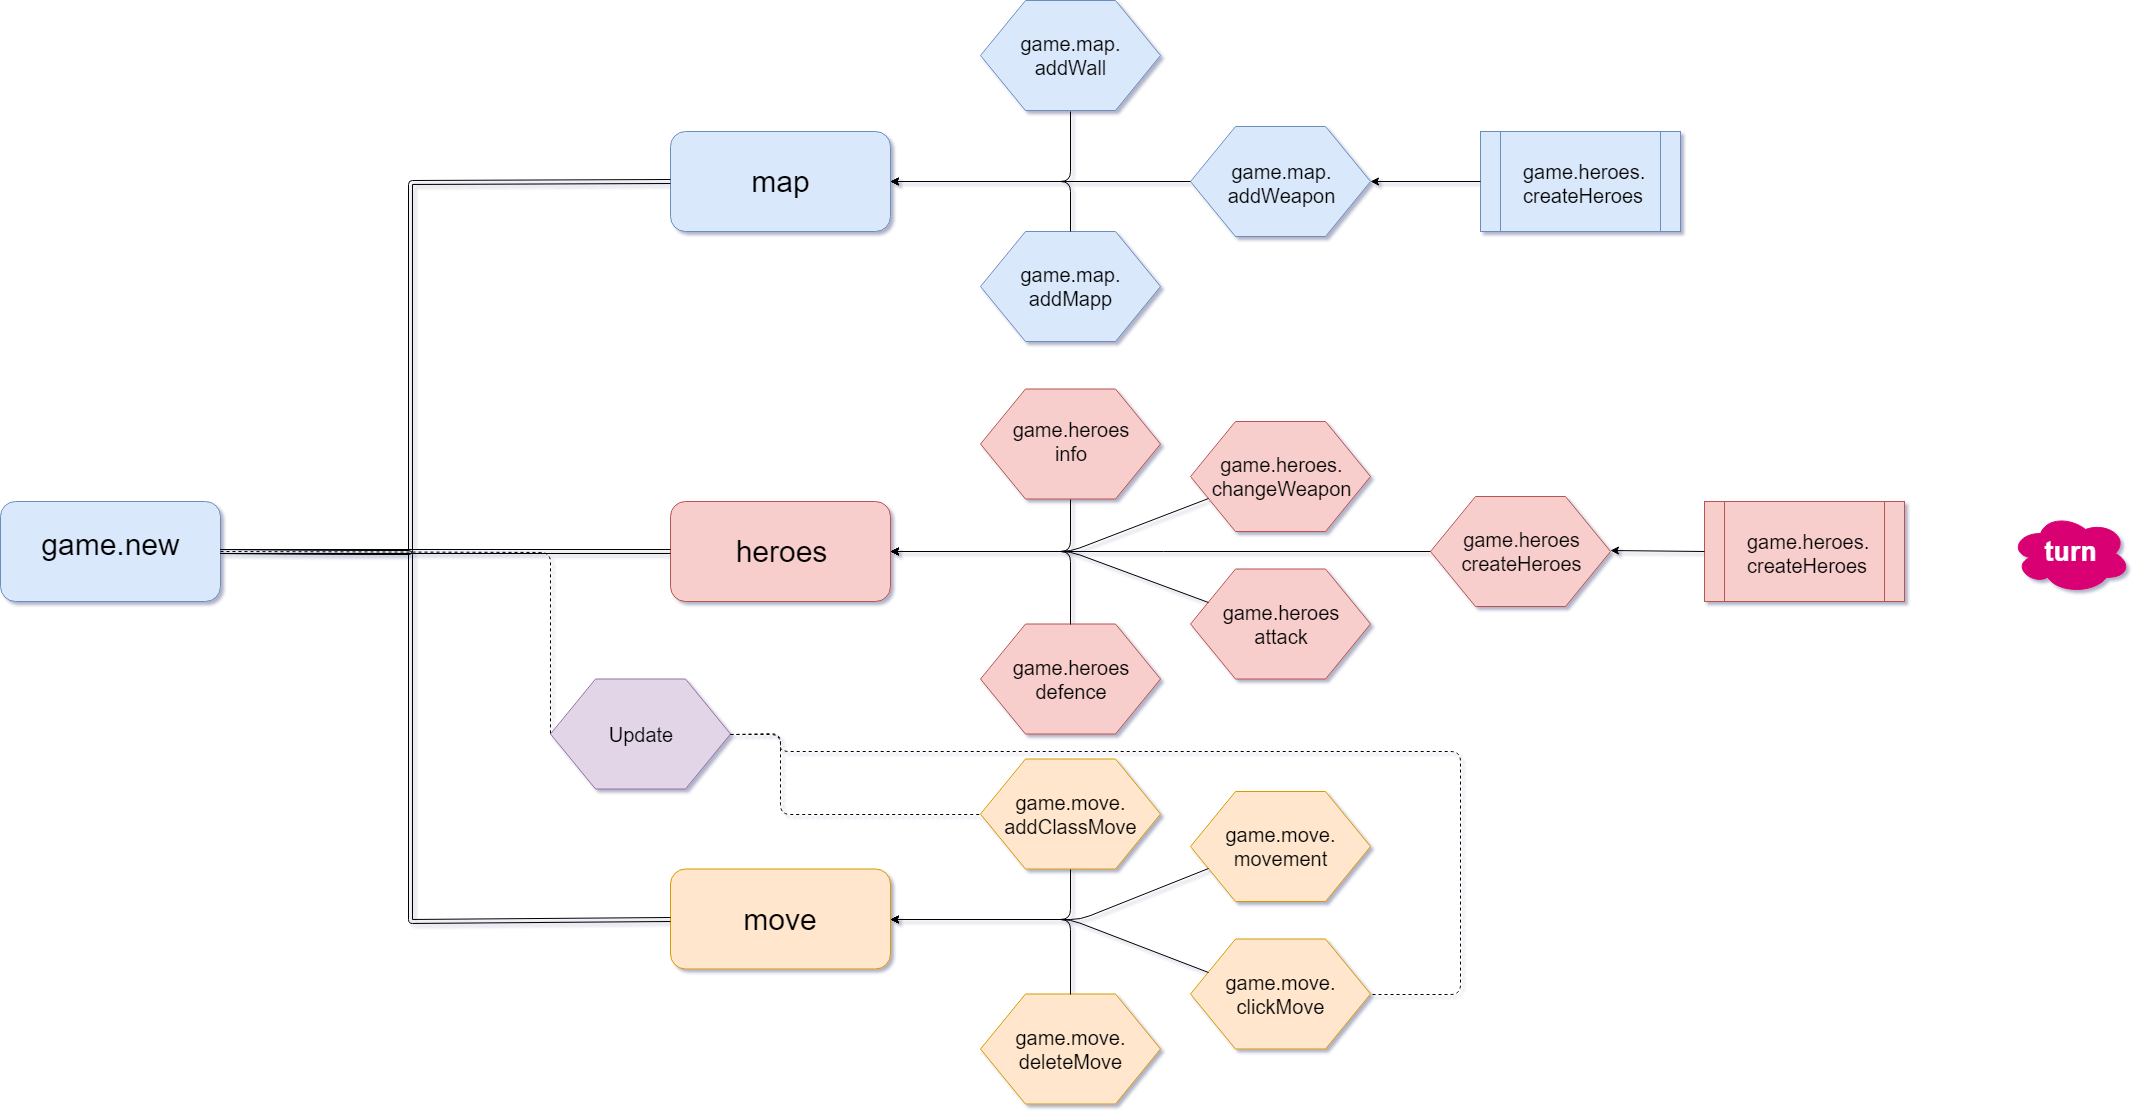 game.map.
addWall
map
game.map.
addWeapon
game.heroes.
createHeroes
game.map.
addMapp
game.new
heroes
game.heroes
info
game.heroes.
changeWeapon
game.heroes
createHeroes
game.heroes.
createHeroes
turn
game.heroes
attack
game.heroes
defence
Update
game.move.
addClassMove
game.move.
movement
move
game.move.
clickMove
game.move.
deleteMove